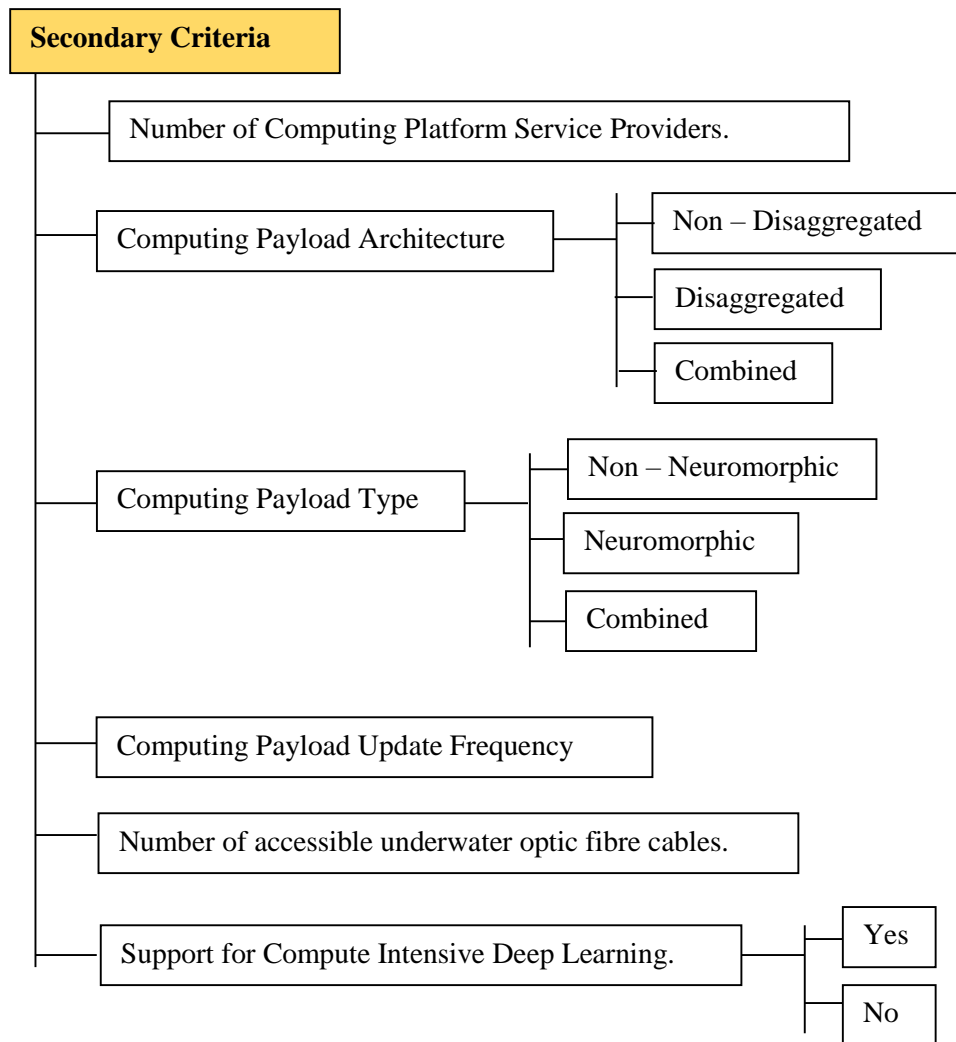 Secondary Criteria
Number of Computing Platform Service Providers.
Computing Payload Architecture
Non – Disaggregated
Disaggregated
Combined
Computing Payload Type
Non – Neuromorphic
Neuromorphic
Combined
Computing Payload Update Frequency
Number of accessible underwater optic fibre cables.
Support for Compute Intensive Deep Learning.
Yes
No